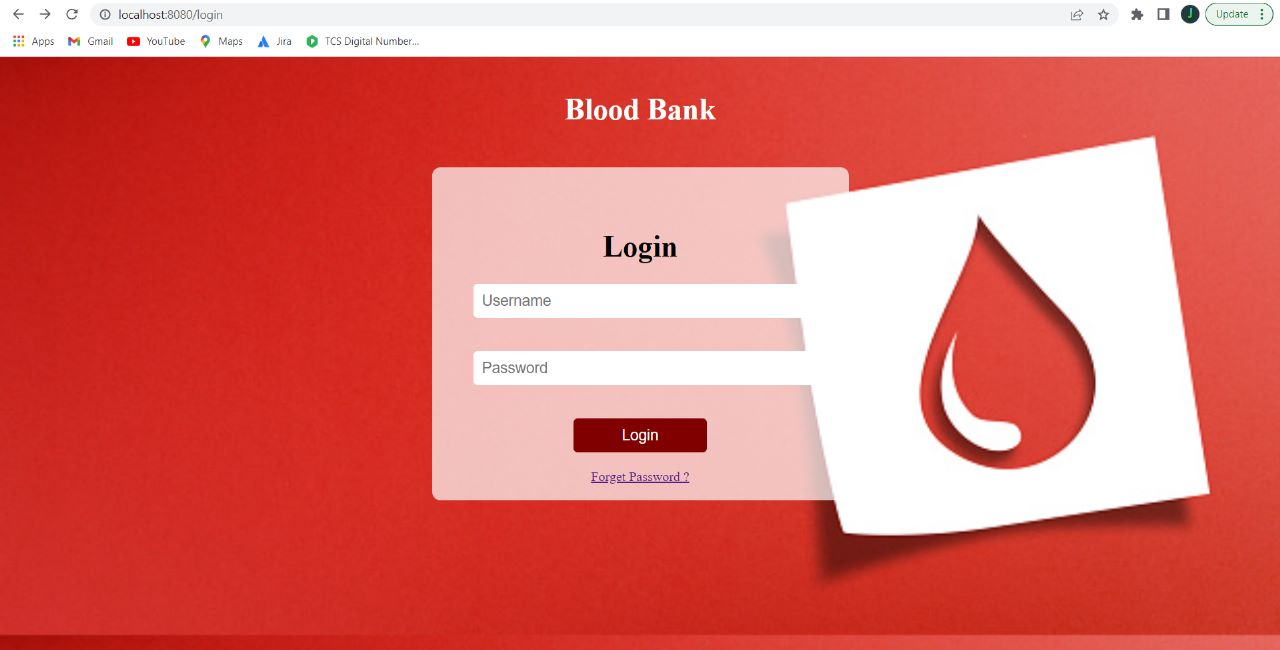 localhost:8080/login
J
Update
Apps Gmail YouTube Maps Jira TCS Digital Number...
Blood Bank
Login
Username
Password
Login
Forget Password ?